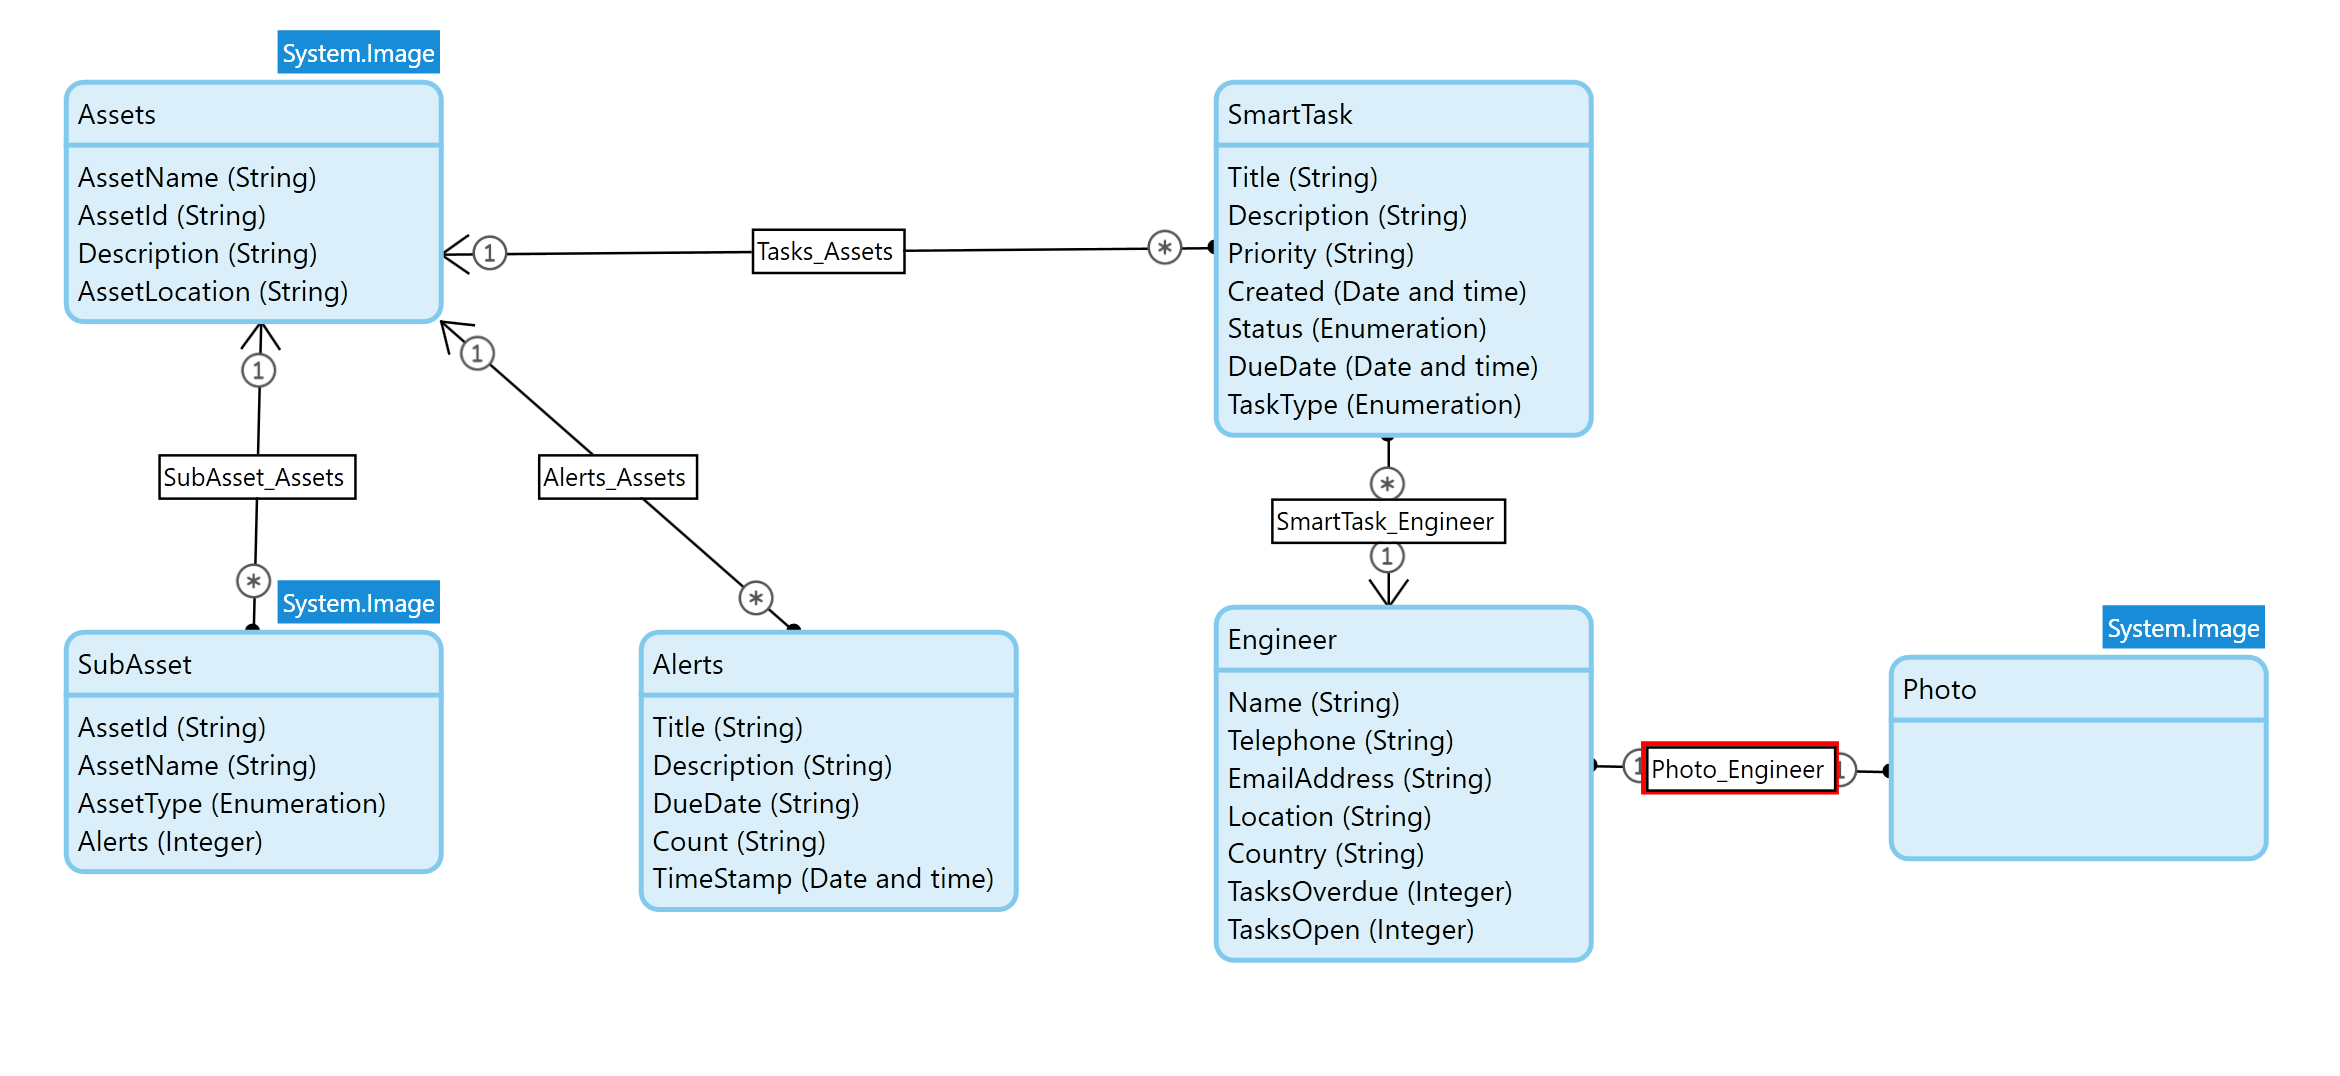 System.Image
Assets
AssetName (String)
AssetId (String)
Description (String)
AssetLocation (String)
1
Tasks_Assets
*
SmartTask
Title (String)
Description (String)
Priority (String)
Created (Date and time)
Status (Enumeration)
DueDate (Date and time)
TaskType (Enumeration)
1
SubAsset_Assets
*
1
Alerts_Assets
*
*
SmartTask_Engineer
1
System.Image
SubAsset
AssetId (String)
AssetName (String)
AssetType (Enumeration)
Alerts (Integer)
Alerts
Title (String)
Description (String)
DueDate (String)
Count (String)
TimeStamp (Date and time)
Engineer
Name (String)
Telephone (String)
EmailAddress (String)
Location (String)
Country (String)
TasksOverdue (Integer)
TasksOpen (Integer)
1
Photo_Engineer
1
System.Image
Photo